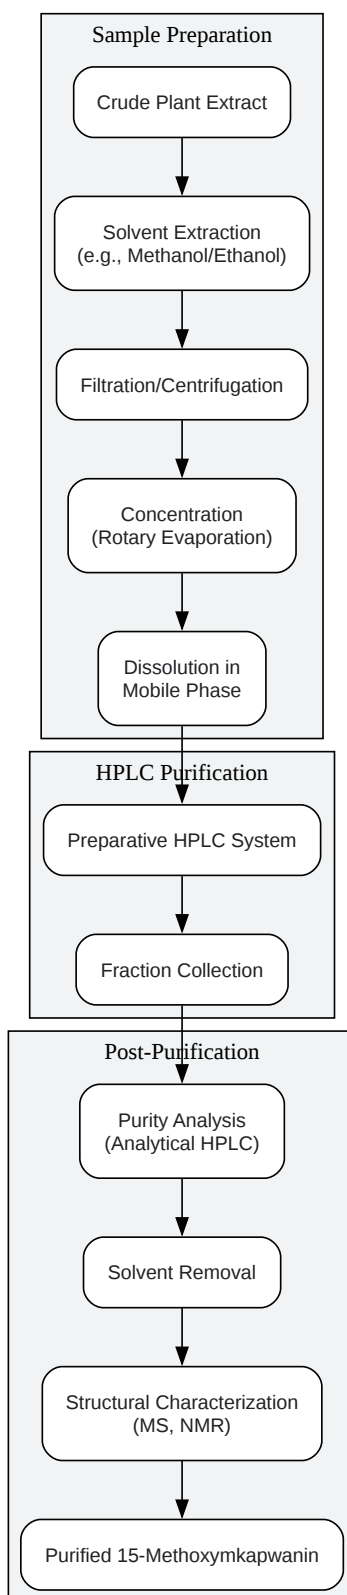 Sample Preparation
Crude Plant Extract
Solvent Extraction
(e.g., Methanol/Ethanol)
Filtration/Centrifugation
Concentration
(Rotary Evaporation)
Dissolution in
Mobile Phase
HPLC Purification
Preparative HPLC System
Fraction Collection
Post-Purification
Purity Analysis
(Analytical HPLC)
Solvent Removal
Structural Characterization
(MS, NMR)
Purified 15-Methoxymkapwanin